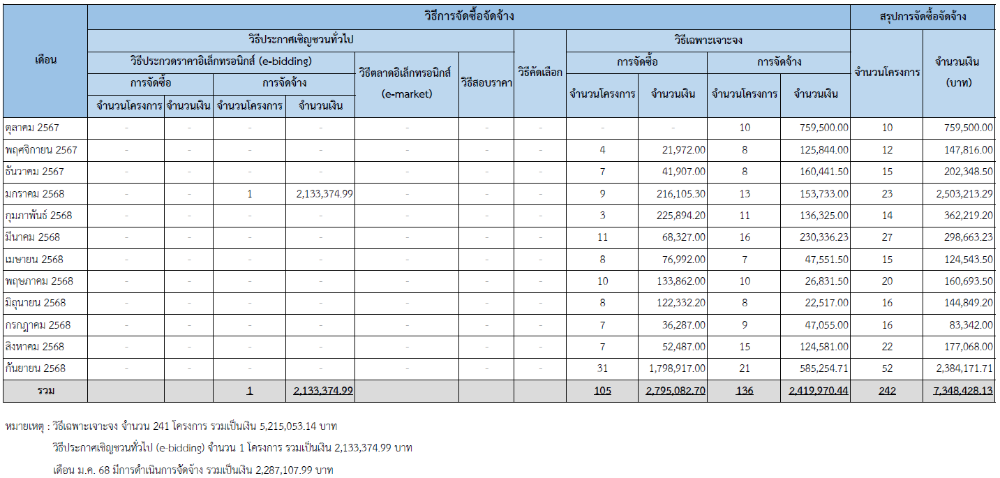 วิธีการจัดซื้อจัดจ้าง สรุปการจัดซื้อจัดจ้าง
เดือน วิธีประกาศเชิญชวนทั่วไป วิธีคัดเลือก วิธีเฉพาะเจาะจง จำนวนโครงการ จำนวนเงิน
(บาท)
วิธีประกวดราคาอิเล็กทรอนิกส์ (e-bidding) วิธีตลาดอิเล็กทรอนิกส์ วิธีสอบราคา การจัดซื้อ การจัดจ้าง
(e-market)
การจัดซื้อ การจัดจ้าง จำนวนโครงการ จำนวนเงิน จำนวนโครงการ จำนวนเงิน
จำนวนโครงการ จำนวนเงิน จำนวนโครงการ จำนวนเงิน
ตุลาคม 2567 - - - - - - - - - 10 759,500.00 10 759,500.00
พฤศจิกายน 2567 - - - - - - - 4 21,972.00 8 125,844.00 12 147,816.00
ธันวาคม 2567 - - - - - - - 7 41,907.00 8 160,441.50 15 202,348.50
มกราคม 2568 - - 1 2,133,374.99 - - - 9 216,105.30 13 153,733.00 23 2,503,213.29
กุมภาพันธ์ 2568 - - - - - - - 3 225,894.20 11 136,325.00 14 362,219.20
มีนาคม 2568 - - - - - - - 11 68,327.00 16 230,336.23 27 298,663.23
เมษายน 2568 - - - - - - - 8 76,992.00 7 47,551.50 15 124,543.50
พฤษภาคม 2568 - - - - - - - 10 133,862.00 10 26,831.50 20 160,693.50
มิถุนายน 2568 - - - - - - - 8 122,332.20 8 22,517.00 16 144,849.20
กรกฎาคม 2568 - - - - - - - 7 36,287.00 9 47,055.00 16 83,342.00
สิงหาคม 2568 - - - - - - - 7 52,487.00 15 124,581.00 22 177,068.00
กันยายน 2568 - - - - - - - 31 1,798,917.00 21 585,254.71 52 2,384,171.71
รวม 1 2,133,374.99 105 2,795,082.70 136 2,419,970.44 242 7,348,428.13
หมายเหตุ : วิธีเฉพาะเจาะจง จำนวน 241 โครงการ รวมเป็นเงิน 5,215,053.14 บาท
วิธีประกาศเชิญชวนทั่วไป (e-bidding) จำนวน 1 โครงการ รวมเป็นเงิน 2,133,374.99 บาท
เดือน ม.ค. 68 มีการดำเนินการจัดจ้าง รวมเป็นเงิน 2,287,107.99 บาท